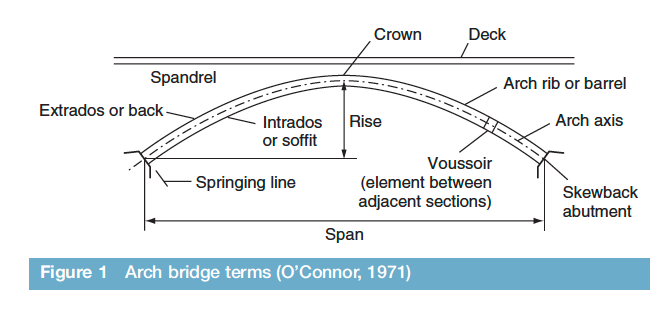 Crown
Deck
Spandrel
Arch rib or barrel
Extrados or back
Intrados
or soffit
Rise
Arch axis
Voussoir
(element between
adjacent sections)
Springing line
Skewback
abutment
Span
Figure 1 Arch bridge terms (O'Connor, 1971)